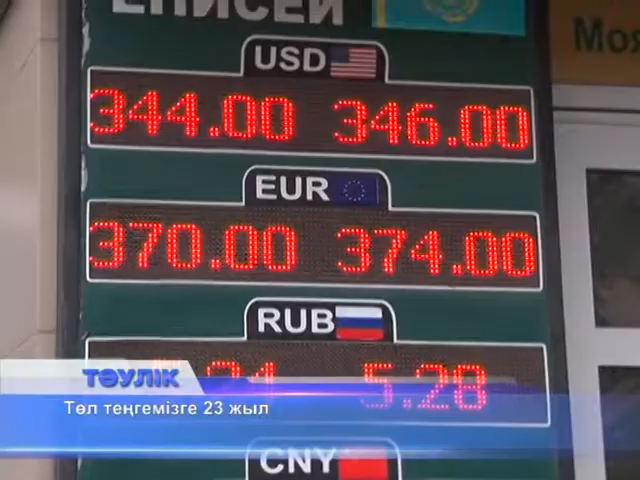 ЕНИСЕЙ
USD
344.00 346.00
EUR
370.00 374.00
RUB
5.28
ТӘУЛІК
Төл теңгемізге 23 жыл
CNY